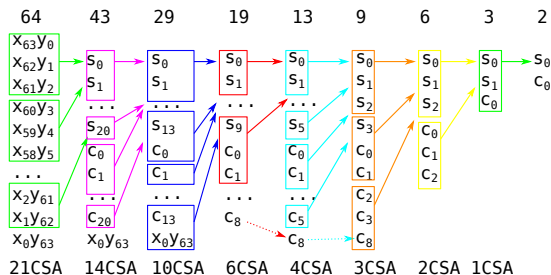 64 43 29 19 13 9 6 3 2
x₆₃y₀
x₆₂y₁ s₀ s₀ s₀ s₀ s₀ s₀ s₀ s₀
x₆₁y₂ s₁ s₁ s₁ s₁ s₁ s₁ s₁ c₀
x₆₀y₃ ... ... ... ... s₂ s₂ c₀
x₅₉y₄ s₂₀ s₁₃ s₉ s₅ s₃ c₀
x₅₈y₅ c₀ c₀ c₀ c₀ c₀ c₁
... c₁ c₁ c₁ c₁ c₁ c₂
x₂y₆₁ ... ... ... ... c₂
x₁y₆₂ c₂₀ c₁₃ c₈ c₅ c₃
x₀y₆₃ x₀y₆₃ x₀y₆₃ c₈ c₈
21CSA 14CSA 10CSA 6CSA 4CSA 3CSA 2CSA 1CSA